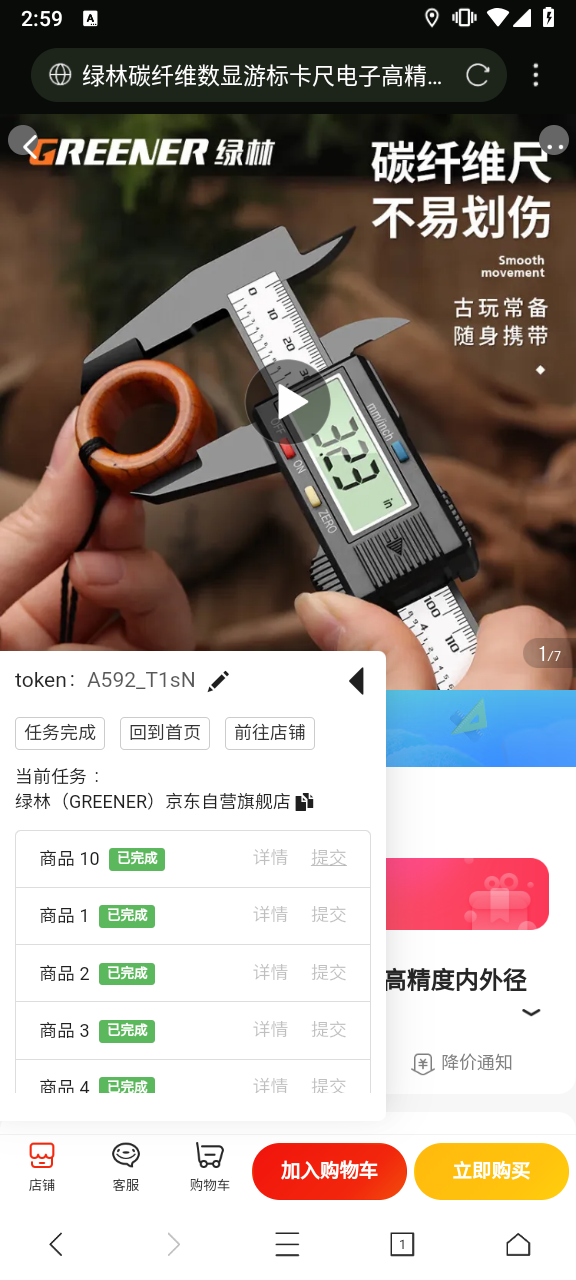 2:59
A
绿林碳纤维数显游标卡尺电子高精...
GREENER 绿林
碳纤维尺
不易划伤
Smooth
movement
古玩常备
随身携带
0
10
20
mm/inch
OFF
ON
ZERO
in
100
110
1/7
token： A592_T1sN
任务完成
回到首页
前往店铺
当前任务：
绿林（GREENER）京东自营旗舰店
商品 10 已完成 详情 提交
商品 1 已完成 详情 提交
商品 2 已完成 详情 提交
商品 3 已完成 详情 提交
商品 4 已完成 详情 提交
高精度内外径
降价通知
店铺
客服
购物车
加入购物车
立即购买
1